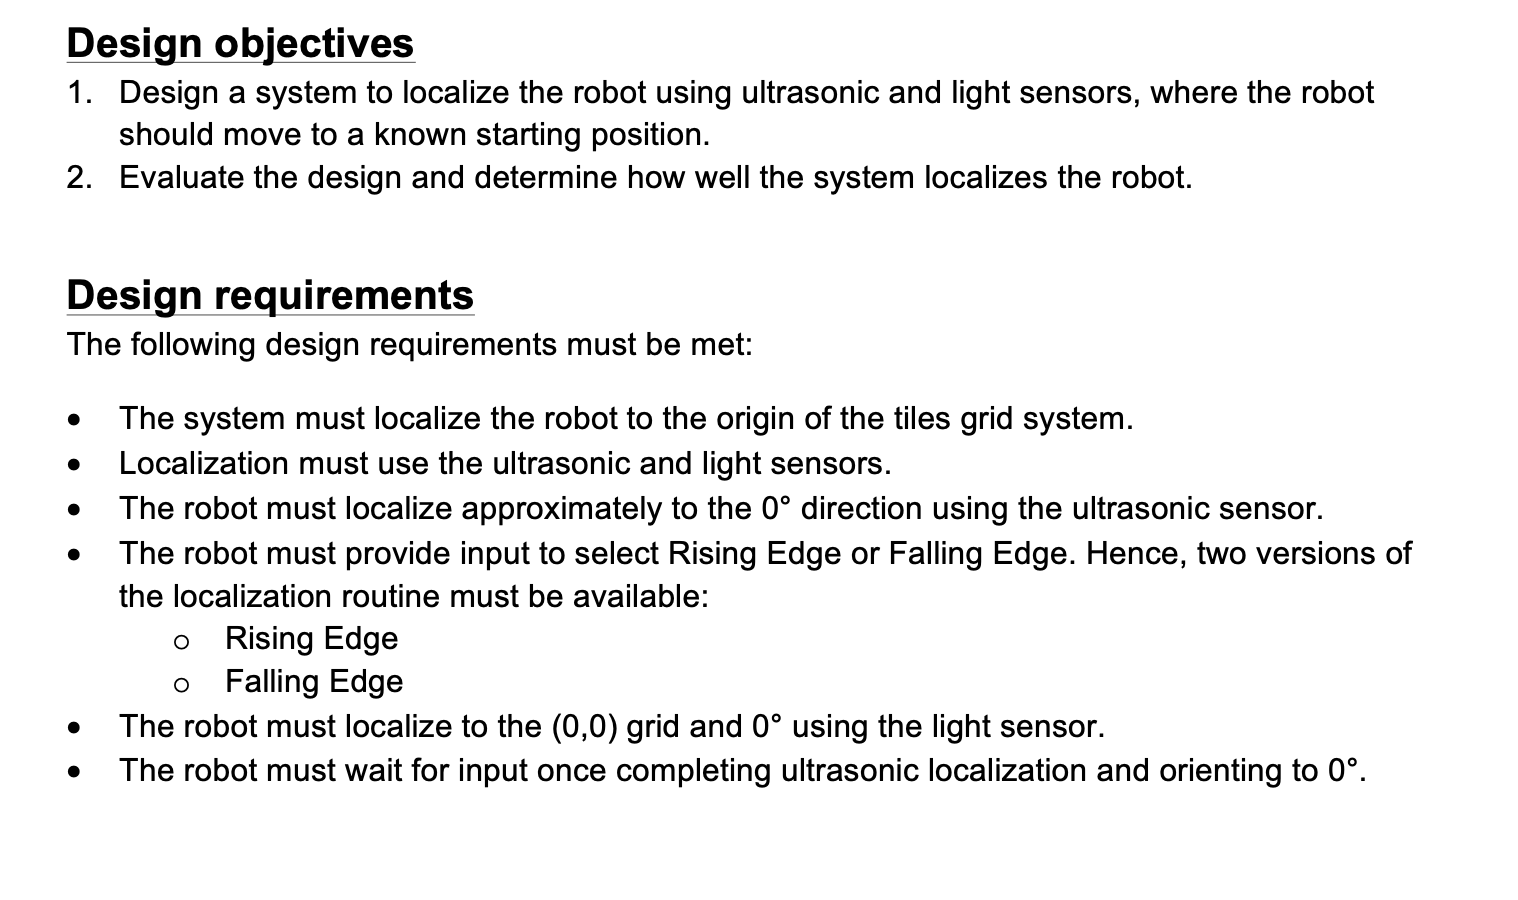 Design objectives
1. Design a system to localize the robot using ultrasonic and light sensors, where the robot
should move to a known starting position.
2. Evaluate the design and determine how well the system localizes the robot.
Design requirements
The following design requirements must be met:
• The system must localize the robot to the origin of the tiles grid system.
• Localization must use the ultrasonic and light sensors.
• The robot must localize approximately to the 0° direction using the ultrasonic sensor.
• The robot must provide input to select Rising Edge or Falling Edge. Hence, two versions of
the localization routine must be available:
o Rising Edge
o Falling Edge
• The robot must localize to the (0,0) grid and 0° using the light sensor.
• The robot must wait for input once completing ultrasonic localization and orienting to 0°.